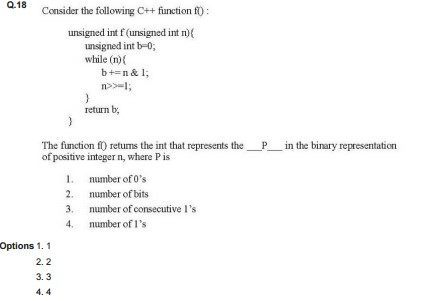 Q.18 Consider the following C++ function f() :
unsigned int f (unsigned int n){
unsigned int b=0;
while (n){
b+=n & 1;
n>>=1;
}
return b;
}
The function f() returns the int that represents the __P__ in the binary representation
of positive integer n, where P is
1. number of 0's
2. number of bits
3. number of consecutive 1's
4. number of 1's
Options 1. 1
2. 2
3. 3
4. 4